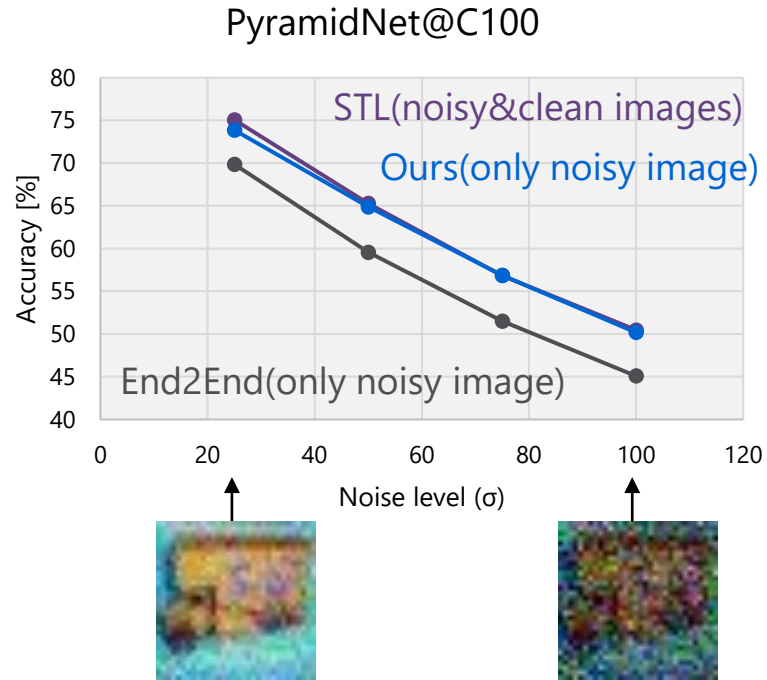 PyramidNet@C100
80
75
70
65
60
55
50
45
40
Accuracy [%]
STL(noisy&clean images)
Ours(only noisy image)
End2End(only noisy image)
0 20 40 60 80 100 120
Noise level (σ)